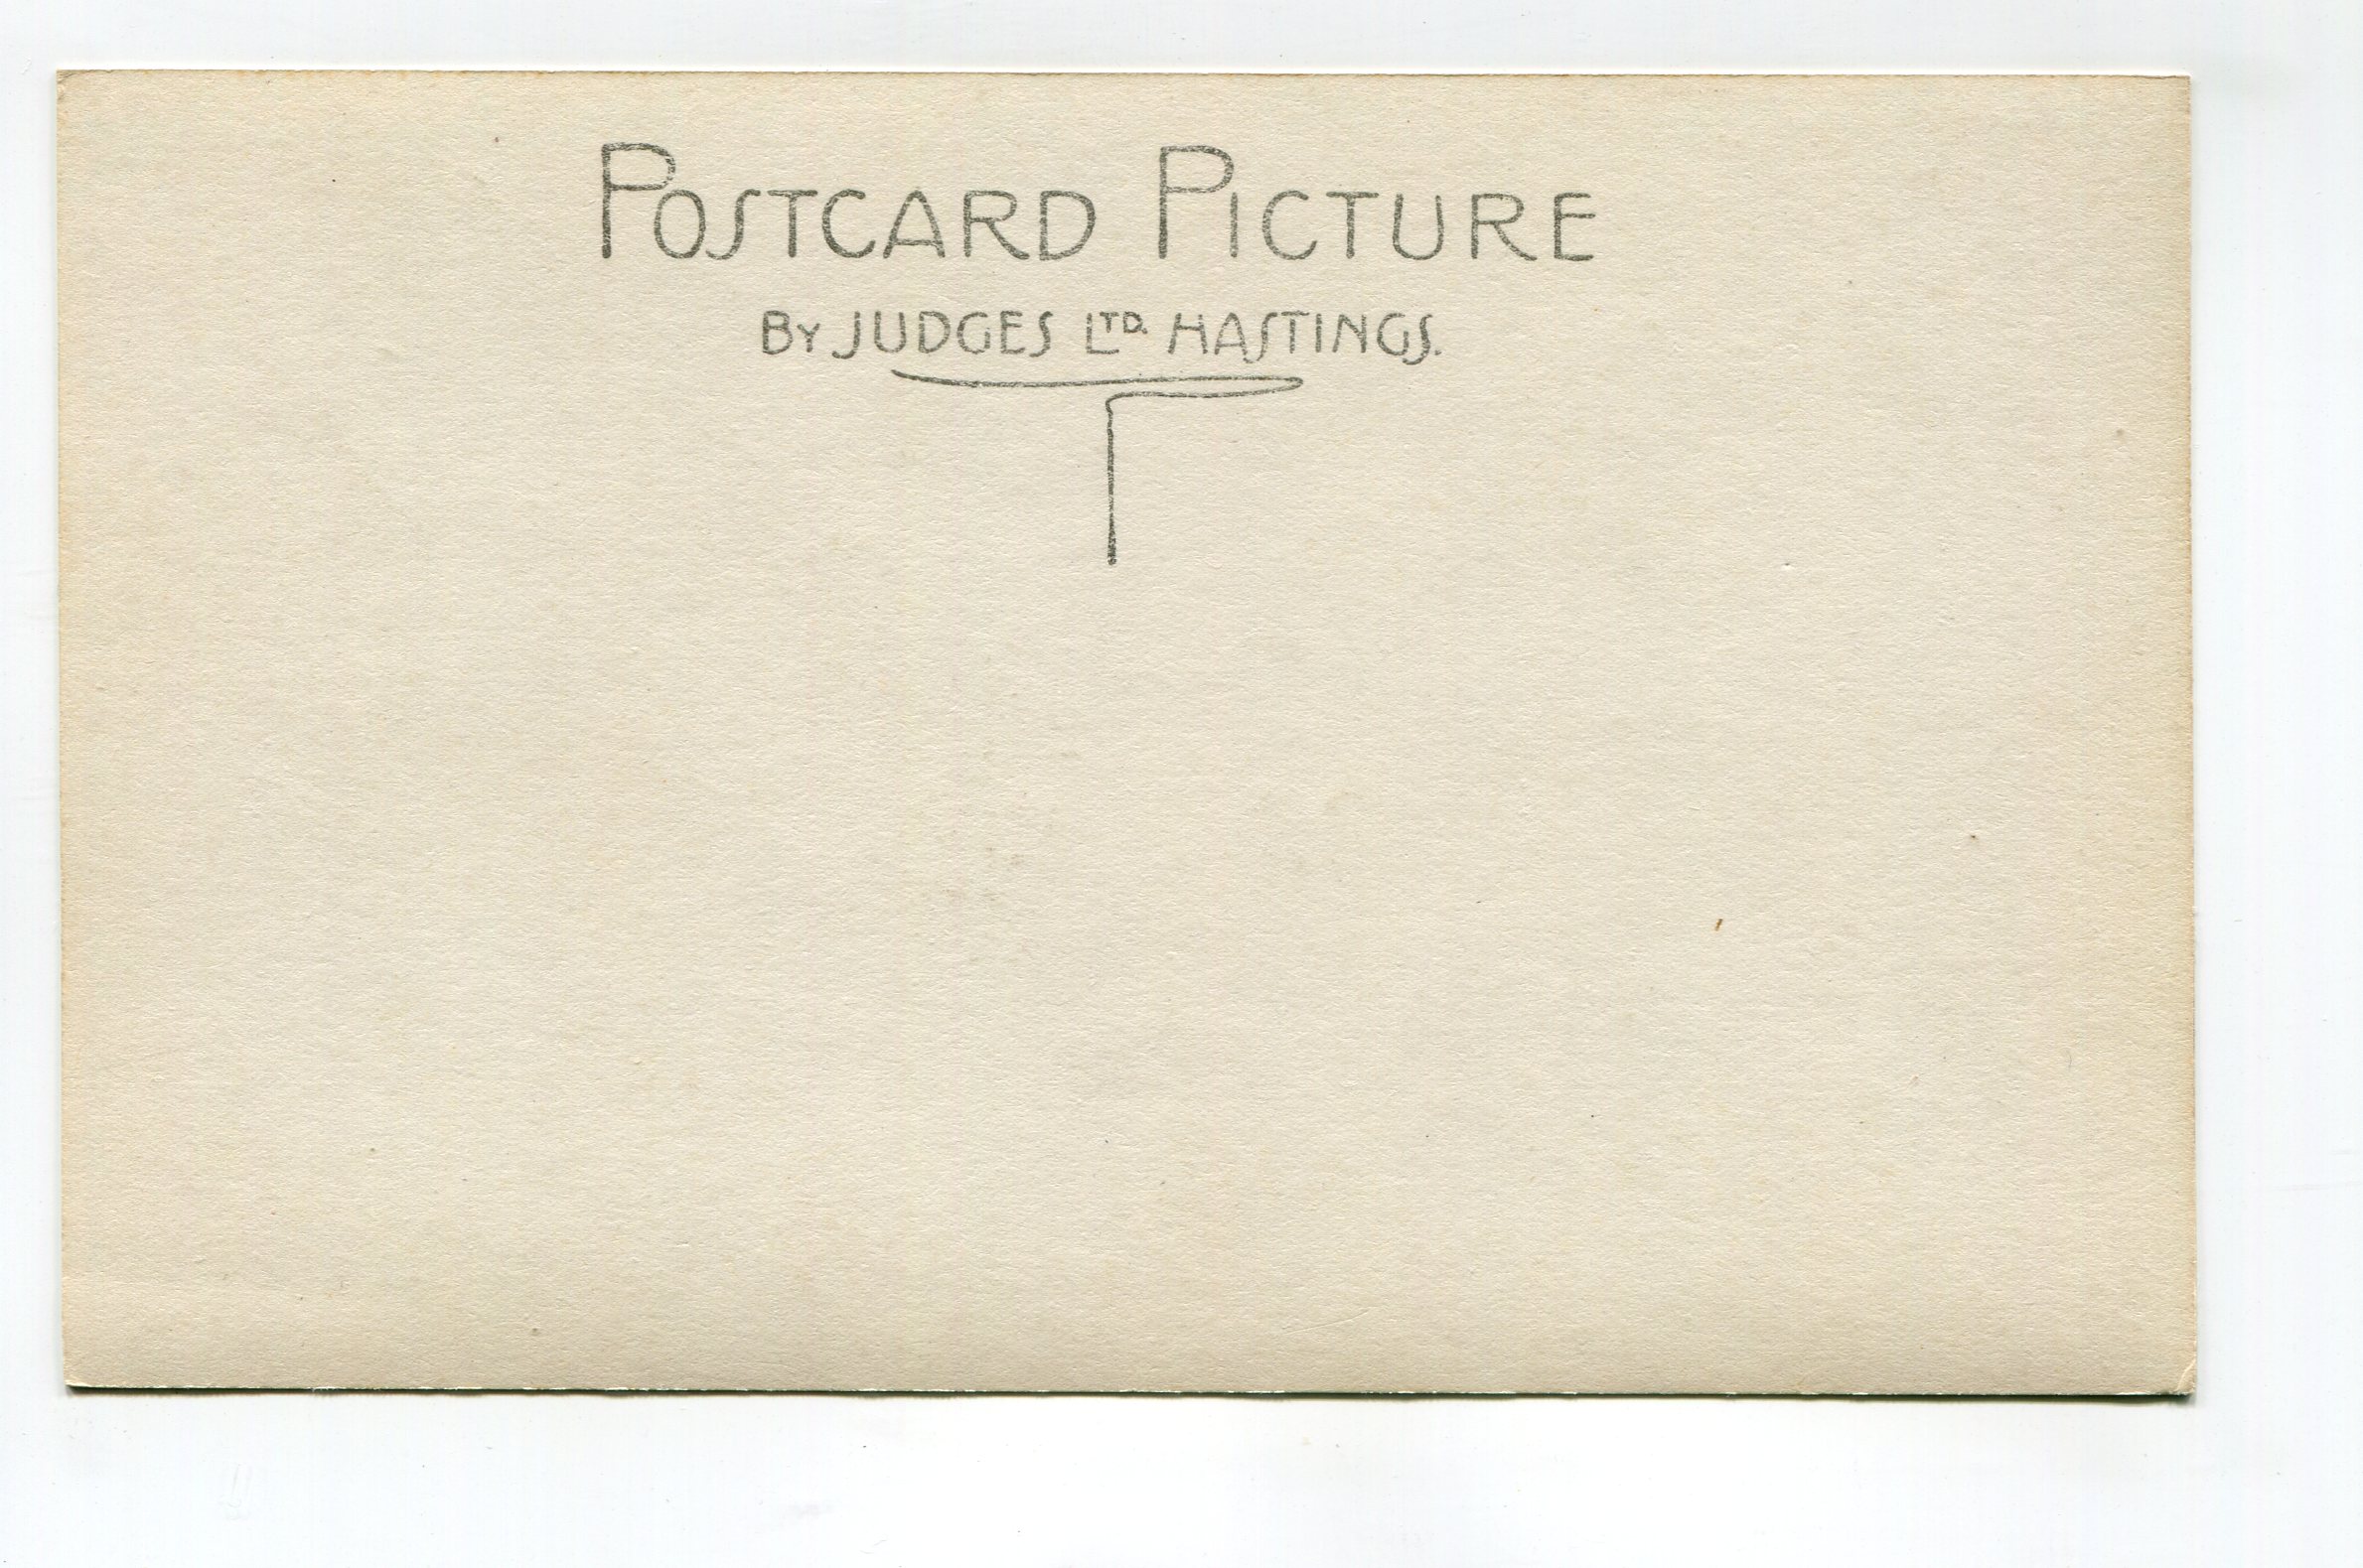 POSTCARD PICTURE
BY JUDGES LTD. HASTINGS.